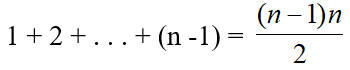 1 + 2 + . . . + (n -1) = (n – 1)n / 2